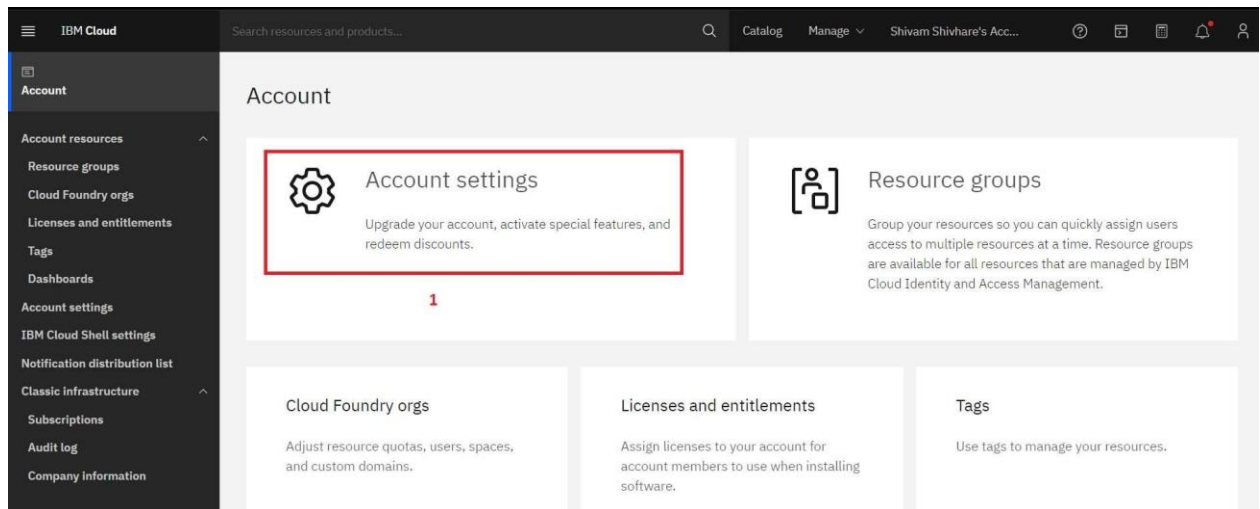 IBM Cloud
Search resources and products...
Catalog
Manage
Shivam Shivhare's Acc...
Account
Account resources
Resource groups
Cloud Foundry orgs
Licenses and entitlements
Tags
Dashboards
Account settings
IBM Cloud Shell settings
Notification distribution list
Classic infrastructure
Subscriptions
Audit log
Company information
Account
Account settings
Upgrade your account, activate special features, and
redeem discounts.
1
Resource groups
Group your resources so you can quickly assign users
access to multiple resources at a time. Resource groups
are available for all resources that are managed by IBM
Cloud Identity and Access Management.
Cloud Foundry orgs
Adjust resource quotas, users, spaces,
and custom domains.
Licenses and entitlements
Assign licenses to your account for
account members to use when installing
software.
Tags
Use tags to manage your resources.